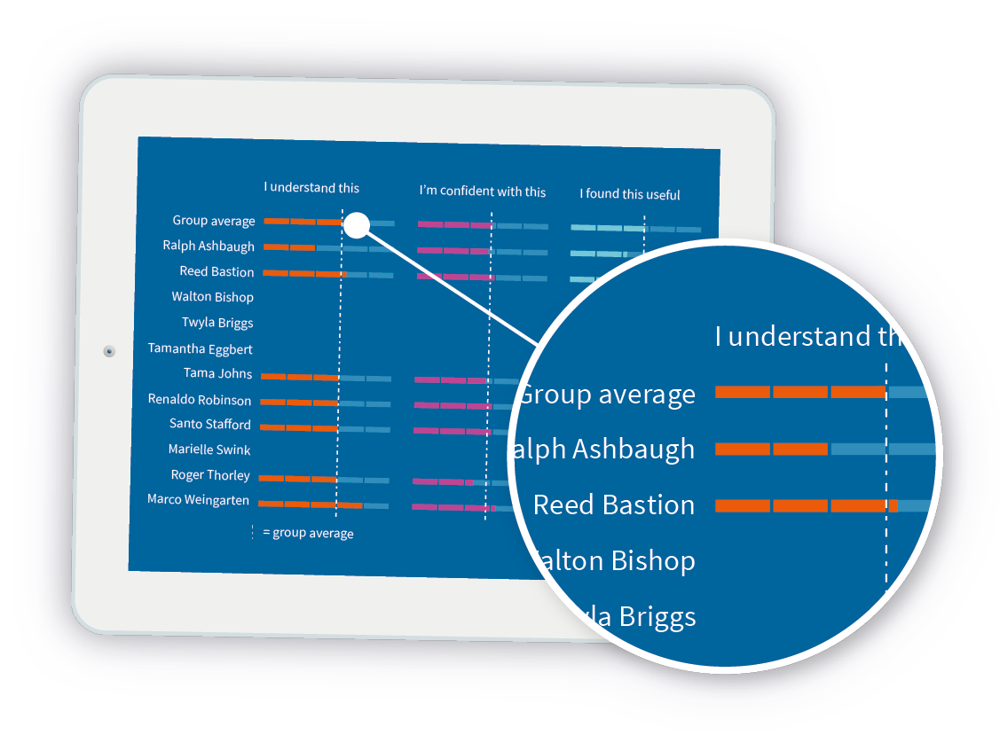 I understand this I'm confident with this I found this useful
Group average
Ralph Ashbaugh
Reed Bastion
Walton Bishop
Twyla Briggs
Tamantha Eggbert
Tama Johns
Renaldo Robinson
Santo Stafford
Marielle Swink
Roger Thorley
Marco Weingarten
= group average
I understand th
Group average
alph Ashbaugh
Reed Bastion
alton Bishop
yla Briggs